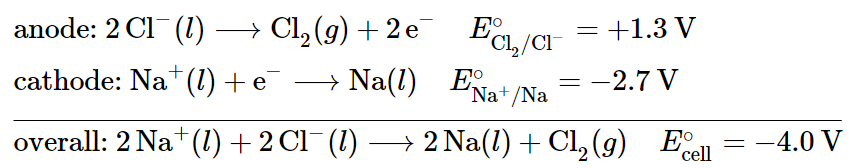 anode: 2 Cl⁻(l) ⟶ Cl₂(g) + 2 e⁻ E°Cl₂/Cl⁻ = +1.3 V
cathode: Na⁺(l) + e⁻ ⟶ Na(l) E°Na⁺/Na = −2.7 V
overall: 2 Na⁺(l) + 2 Cl⁻(l) ⟶ 2 Na(l) + Cl₂(g) E°cell = −4.0 V